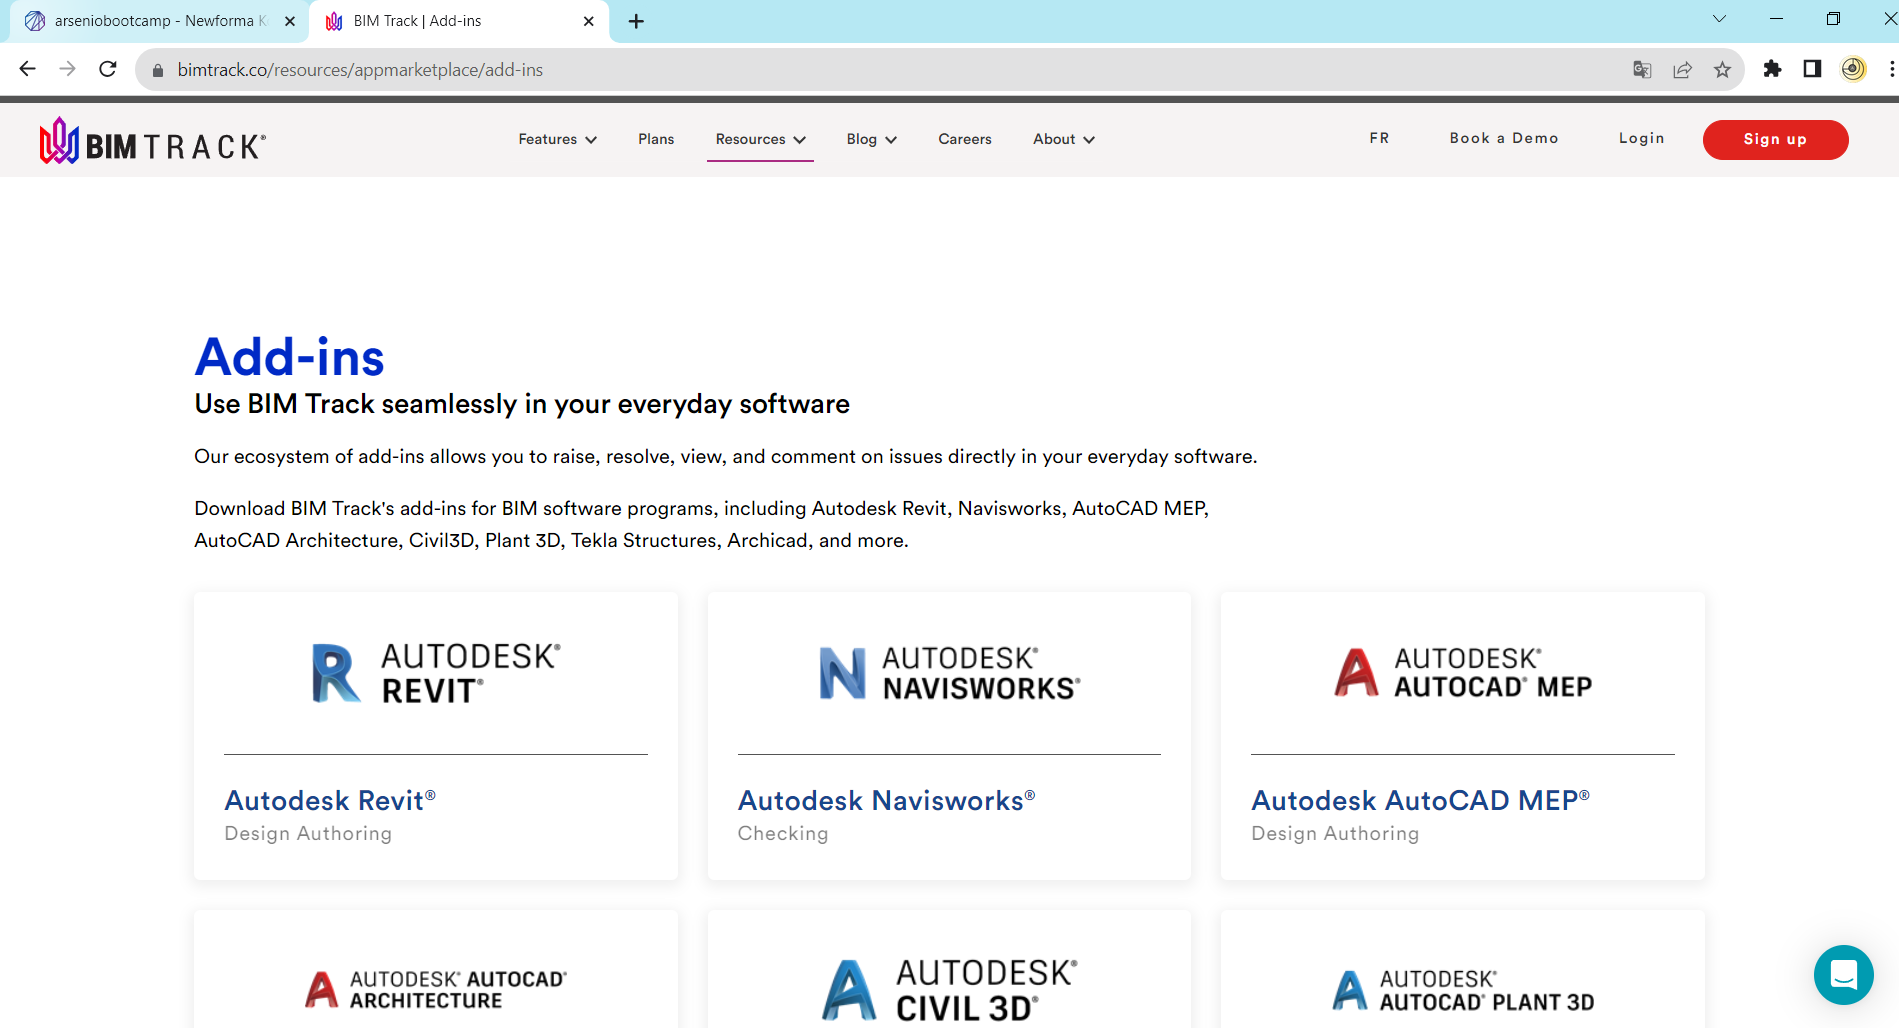 arseniobootcamp - Newforma K
BIM Track | Add-ins
bimtrack.co/resources/appmarketplace/add-ins
BIM TRACK®
Features
Plans
Resources
Blog
Careers
About
FR
Book a Demo
Login
Sign up
Add-ins
Use BIM Track seamlessly in your everyday software
Our ecosystem of add-ins allows you to raise, resolve, view, and comment on issues directly in your everyday software.
Download BIM Track's add-ins for BIM software programs, including Autodesk Revit, Navisworks, AutoCAD MEP,
AutoCAD Architecture, Civil3D, Plant 3D, Tekla Structures, Archicad, and more.
AUTODESK®
REVIT®
Autodesk Revit®
Design Authoring
AUTODESK®
NAVISWORKS®
Autodesk Navisworks®
Checking
AUTODESK®
AUTOCAD® MEP
Autodesk AutoCAD MEP®
Design Authoring
AUTODESK® AUTOCAD®
ARCHITECTURE
AUTODESK®
CIVIL 3D®
AUTODESK®
AUTOCAD® PLANT 3D